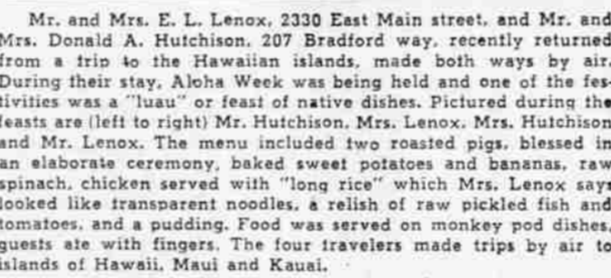 Mr. and Mrs. E. L. Lenox, 2330 East Main street, and Mr. and
Mrs. Donald A. Hutchison, 207 Bradford way, recently returned
from a trip to the Hawaiian islands, made both ways by air.
During their stay, Aloha Week was being held and one of the fes-
tivities was a "luau" or feast of native dishes. Pictured during the
feasts are (left to right) Mr. Hutchison, Mrs. Lenox, Mrs. Hutchison
and Mr. Lenox. The menu included two roasted pigs, blessed in
an elaborate ceremony, baked sweet potatoes and bananas, raw
spinach, chicken served with "long rice" which Mrs. Lenox say
looked like transparent noodles, a relish of raw pickled fish and
tomatoes, and a pudding. Food was served on monkey pod dishes,
guests ate with fingers. The four travelers made trips by air to
islands of Hawaii, Maui and Kauai.